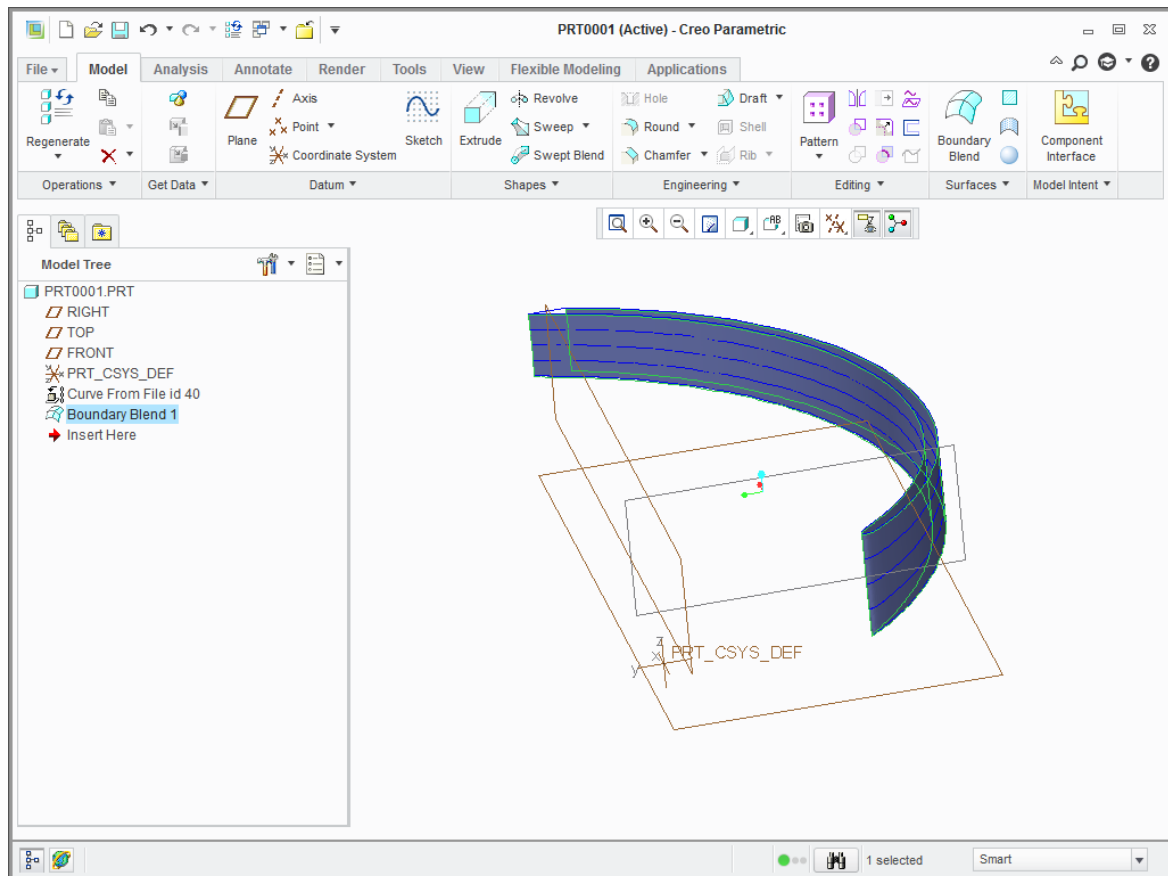 PRT0001 (Active) - Creo Parametric
File Model Analysis Annotate Render Tools View Flexible Modeling Applications
Regenerate
Plane
Axis
Point
Coordinate System
Sketch
Extrude
Revolve
Sweep
Swept Blend
Hole
Draft
Round
Shell
Chamfer
Rib
Pattern
Boundary
Blend
Component
Interface
Operations Get Data Datum Shapes Engineering Editing Surfaces Model Intent
Model Tree
PRT0001.PRT
RIGHT
TOP
FRONT
PRT_CSYS_DEF
Curve From File id 40
Boundary Blend 1
Insert Here
Z
X PRT_CSYS_DEF
y
1 selected Smart